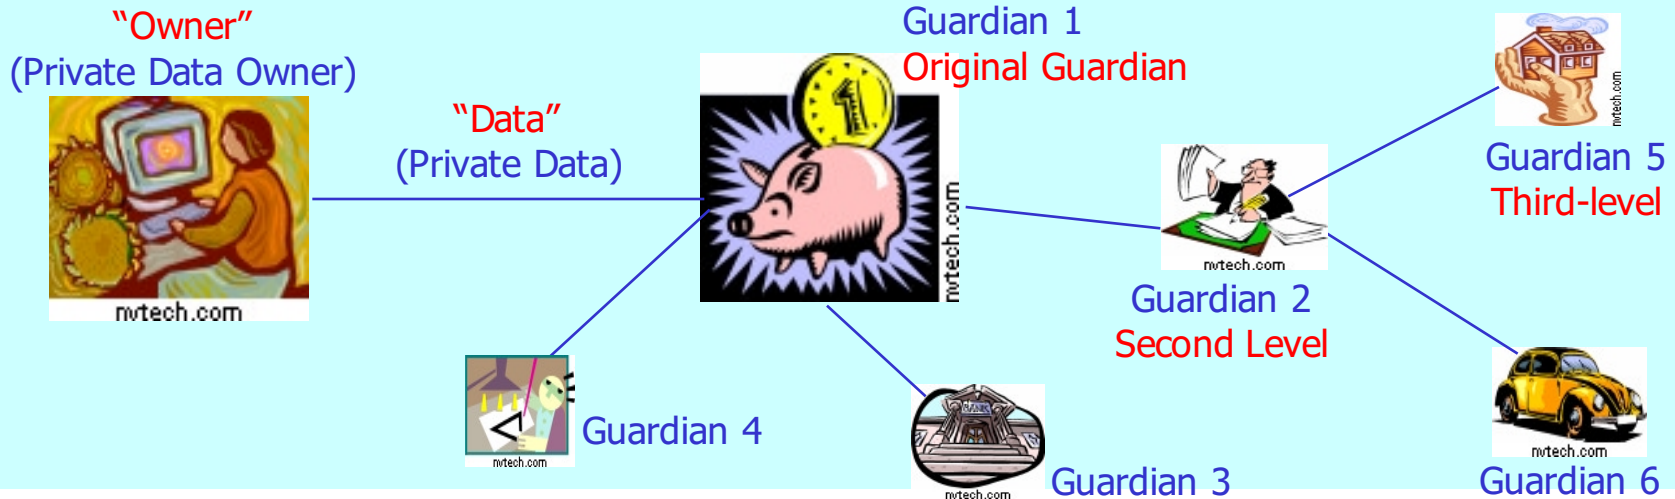 “Owner”
(Private Data Owner)
nvtech.com
“Data”
(Private Data)
Guardian 1
Original Guardian
nvtech.com
nvtech.com
Guardian 2
Second Level
nvtech.com
Guardian 5
Third-level
nvtech.com
Guardian 4
BANK
nvtech.com
Guardian 3
nvtech.com
Guardian 6
1